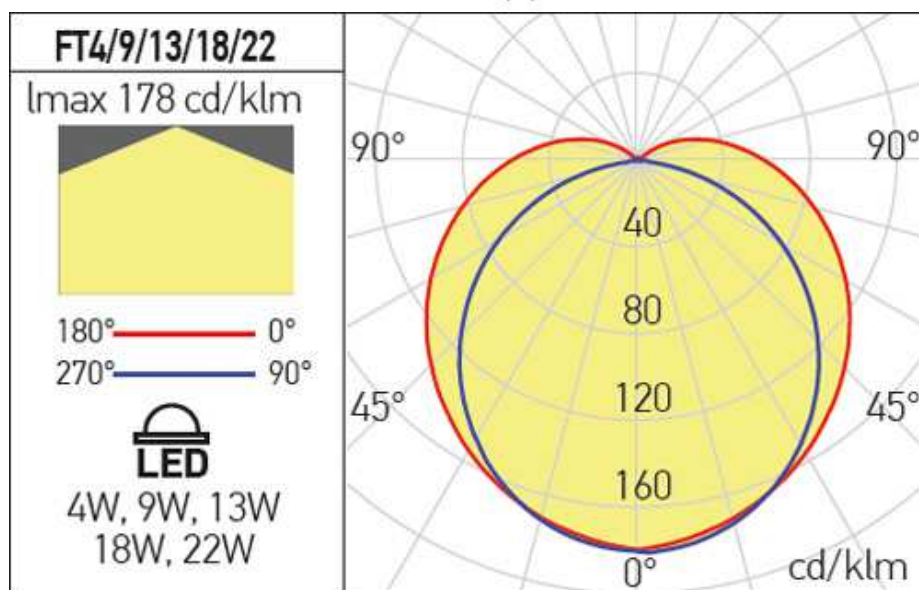 FT4/9/13/18/22
lmax 178 cd/klm
180° 0°
270° 90°
LED
4W, 9W, 13W
18W, 22W
90° 90°
40
80
120
45° 45°
160
0° cd/klm